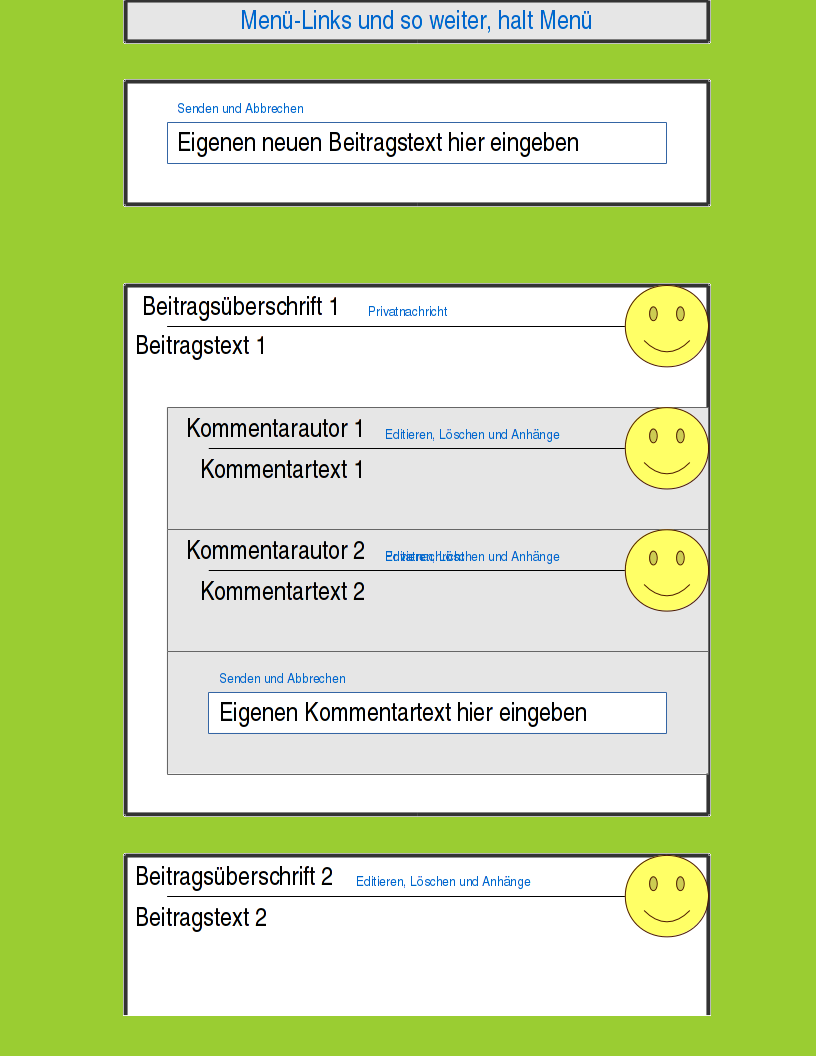 Menü-Links und so weiter, halt Menü
Senden und Abbrechen
Eigenen neuen Beitragstext hier eingeben
Beitragsüberschrift 1 Privatnachricht
Beitragstext 1
Kommentarautor 1 Editieren, Löschen und Anhänge
Kommentartext 1
Kommentarautor 2 Editieren, Löschen und Anhänge
Kommentartext 2
Senden und Abbrechen
Eigenen Kommentartext hier eingeben
Beitragsüberschrift 2 Editieren, Löschen und Anhänge
Beitragstext 2